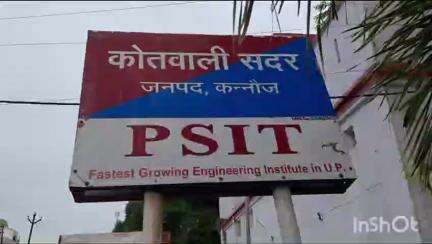 कोतवाली सदर
जनपद, कन्नौज
PSIT
Fastest Growing Engineering Institute in U.P.
InShOt